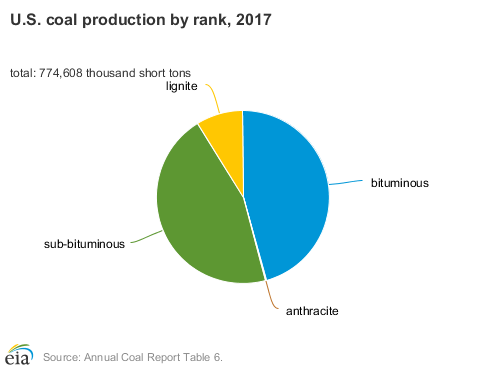 U.S. coal production by rank, 2017
total: 774,608 thousand short tons
lignite
bituminous
sub-bituminous
anthracite
eia Source: Annual Coal Report Table 6.